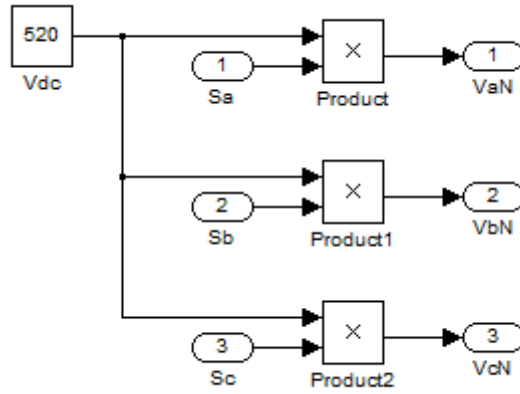 520
Vdc
1
Sa
×
Product
1
VaN
2
Sb
×
Product1
2
VbN
3
Sc
×
Product2
3
VcN